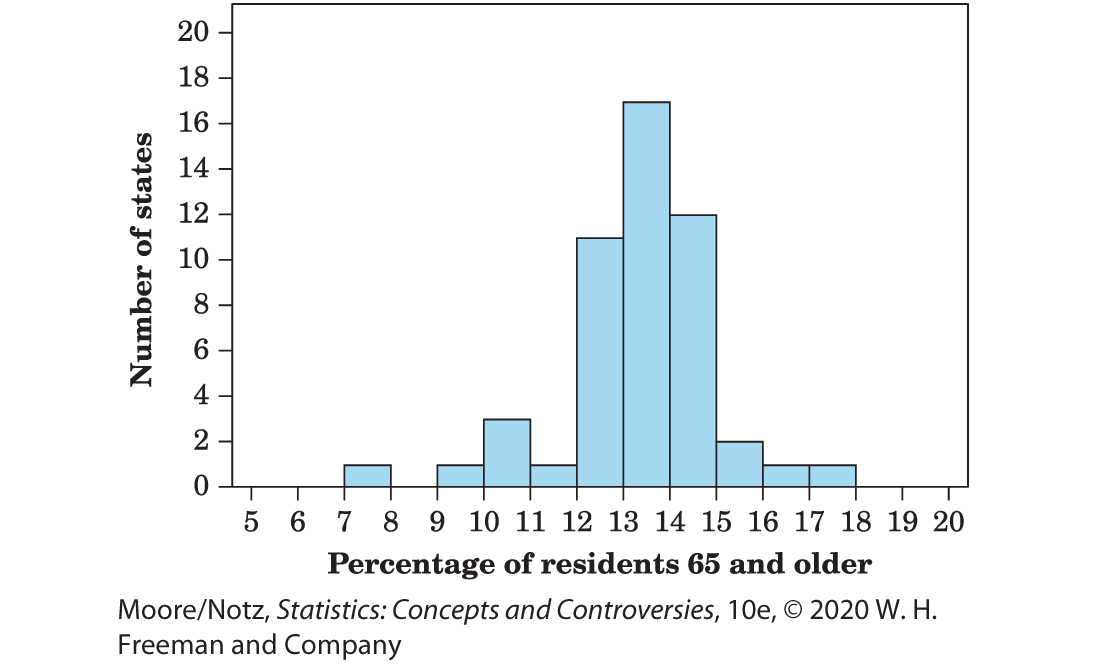 20
18
16
14
12
10
8
6
4
2
0
Number of states
5 6 7 8 9 10 11 12 13 14 15 16 17 18 19 20
Percentage of residents 65 and older
Moore/Notz, Statistics: Concepts and Controversies, 10e, © 2020 W. H.
Freeman and Company